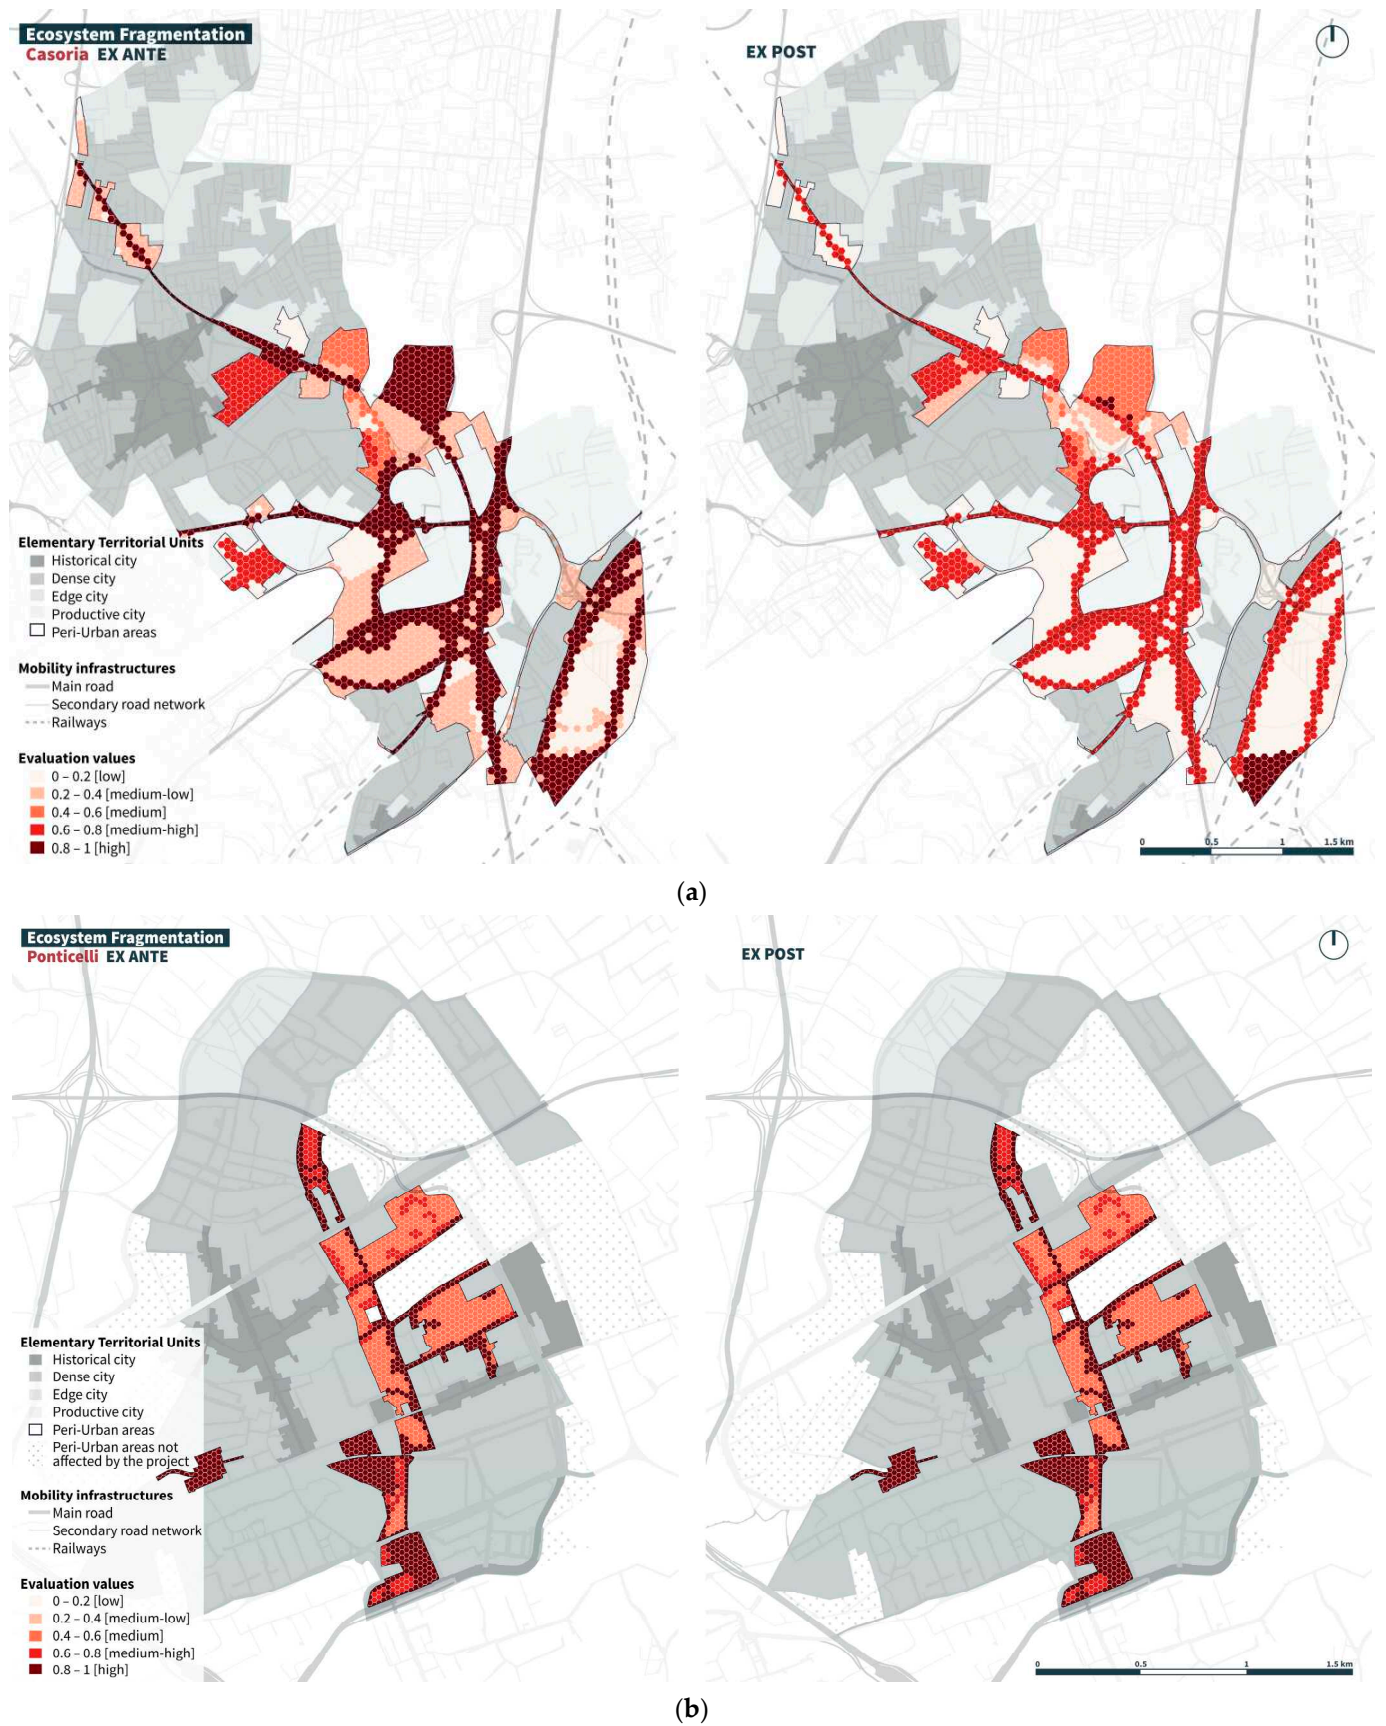 Ecosystem Fragmentation
Casoria EX ANTE
EX POST
Elementary Territorial Units
Historical city
Dense city
Edge city
Productive city
Peri-Urban areas
Mobility infrastructures
Main road
Secondary road network
Railways
Evaluation values
0 – 0.2 [low]
0.2 – 0.4 [medium-low]
0.4 – 0.6 [medium]
0.6 – 0.8 [medium-high]
0.8 – 1 [high]
0 0.5 1 1.5 km
(a)
Ecosystem Fragmentation
Ponticelli EX ANTE
EX POST
Elementary Territorial Units
Historical city
Dense city
Edge city
Productive city
Peri-Urban areas
Peri-Urban areas not
affected by the project
Mobility infrastructures
Main road
Secondary road network
Railways
Evaluation values
0 – 0.2 [low]
0.2 – 0.4 [medium-low]
0.4 – 0.6 [medium]
0.6 – 0.8 [medium-high]
0.8 – 1 [high]
0 0.5 1 1.5 km
(b)